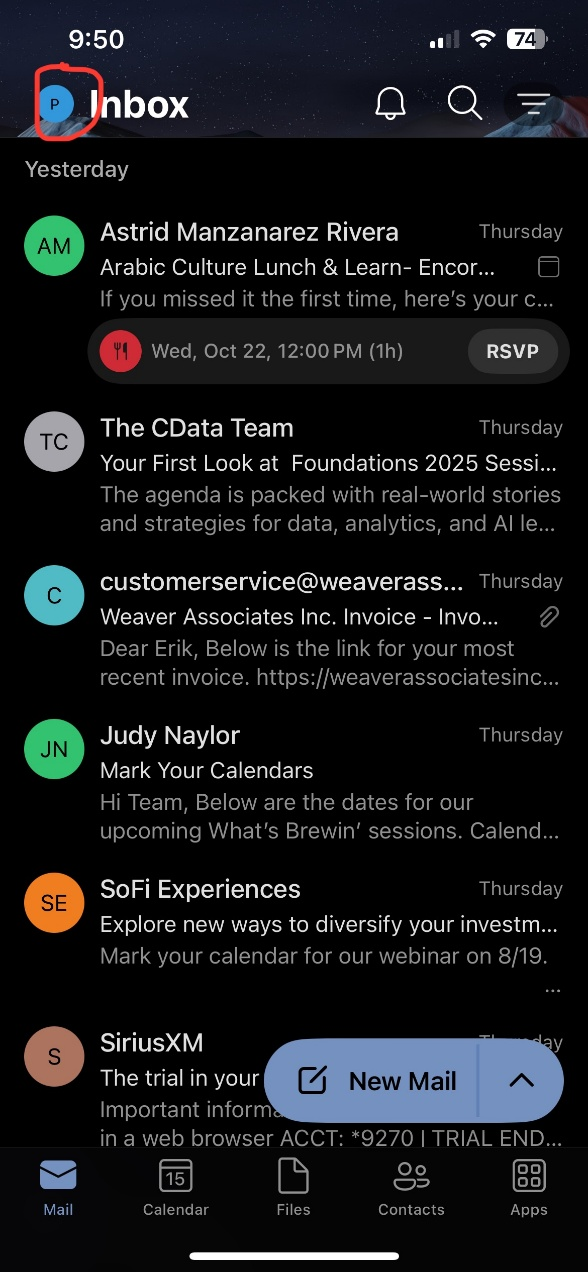 9:50
74
P Inbox
Yesterday
AM
Astrid Manzanarez Rivera Thursday
Arabic Culture Lunch & Learn- Encor...
If you missed it the first time, here's your c...
Wed, Oct 22, 12:00 PM (1h) RSVP
TC
The CData Team Thursday
Your First Look at  Foundations 2025 Sessi...
The agenda is packed with real-world stories
and strategies for data, analytics, and AI le...
C
customerservice@weaverass... Thursday
Weaver Associates Inc. Invoice - Invo...
Dear Erik, Below is the link for your most
recent invoice. https://weaverassociatesinc...
JN
Judy Naylor Thursday
Mark Your Calendars
Hi Team, Below are the dates for our
upcoming What's Brewin' sessions. Calend...
SE
SoFi Experiences Thursday
Explore new ways to diversify your investm...
Mark your calendar for our webinar on 8/19.
...
S
SiriusXM Thursday
The trial in your
Important informa
in a web browser ACCT: *9270 | TRIAL END...
New Mail
15
Mail Calendar Files Contacts Apps